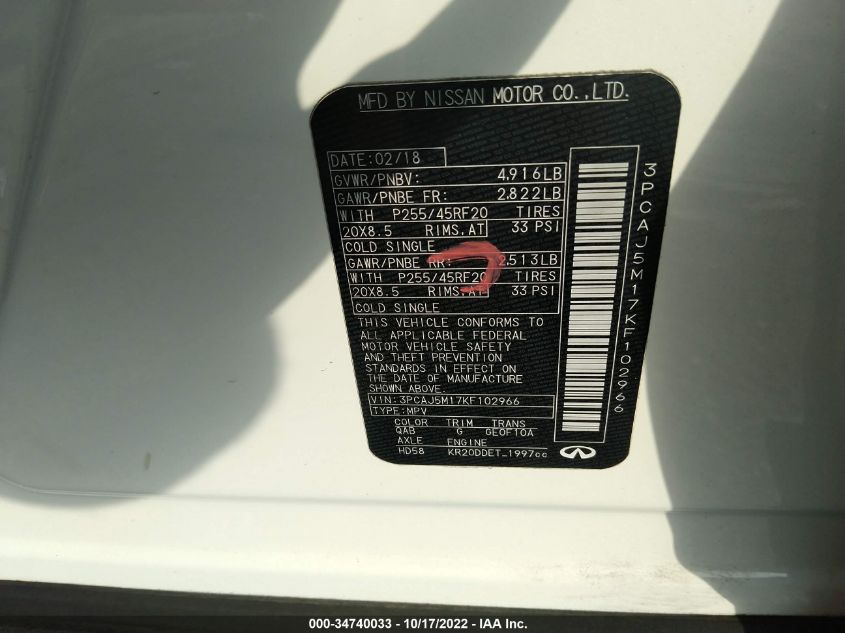 MFD BY NISSAN MOTOR CO.,LTD.
DATE:02/18
GVWR/PNBV: 4,916LB
GAWR/PNBE FR: 2,822LB
WITH P255/45RF20 TIRES
20X8.5 RIMS,AT 33 PSI
COLD SINGLE
GAWR/PNBE RR: 2,513LB
WITH P255/45RF20 TIRES
20X8.5 RIMS,AT 33 PSI
COLD SINGLE
THIS VEHICLE CONFORMS TO
ALL APPLICABLE FEDERAL
MOTOR VEHICLE SAFETY
AND THEFT PREVENTION
STANDARDS IN EFFECT ON
THE DATE OF MANUFACTURE
SHOWN ABOVE.
VIN:3PCAJ5M17KF102966
TYPE:MPV
COLOR TRIM TRANS
QAB G GE0F10A
AXLE ENGINE
HD58 KR20DDET_1997cc
3PCAJ5M17KF102966
000-34740033 - 10/17/2022 - IAA Inc.